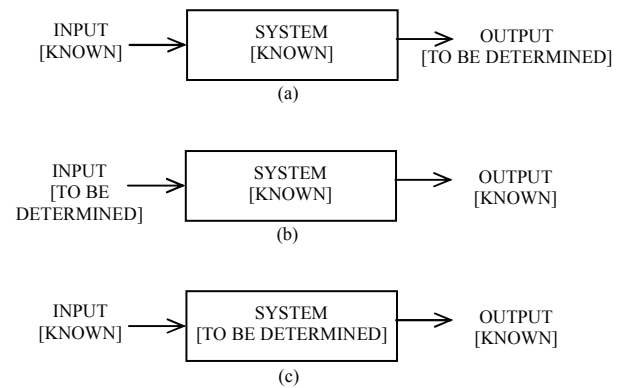 INPUT
[KNOWN]
SYSTEM
[KNOWN]
OUTPUT
[TO BE DETERMINED]
(a)
INPUT
[TO BE
DETERMINED]
SYSTEM
[KNOWN]
OUTPUT
[KNOWN]
(b)
INPUT
[KNOWN]
SYSTEM
[TO BE DETERMINED]
OUTPUT
[KNOWN]
(c)